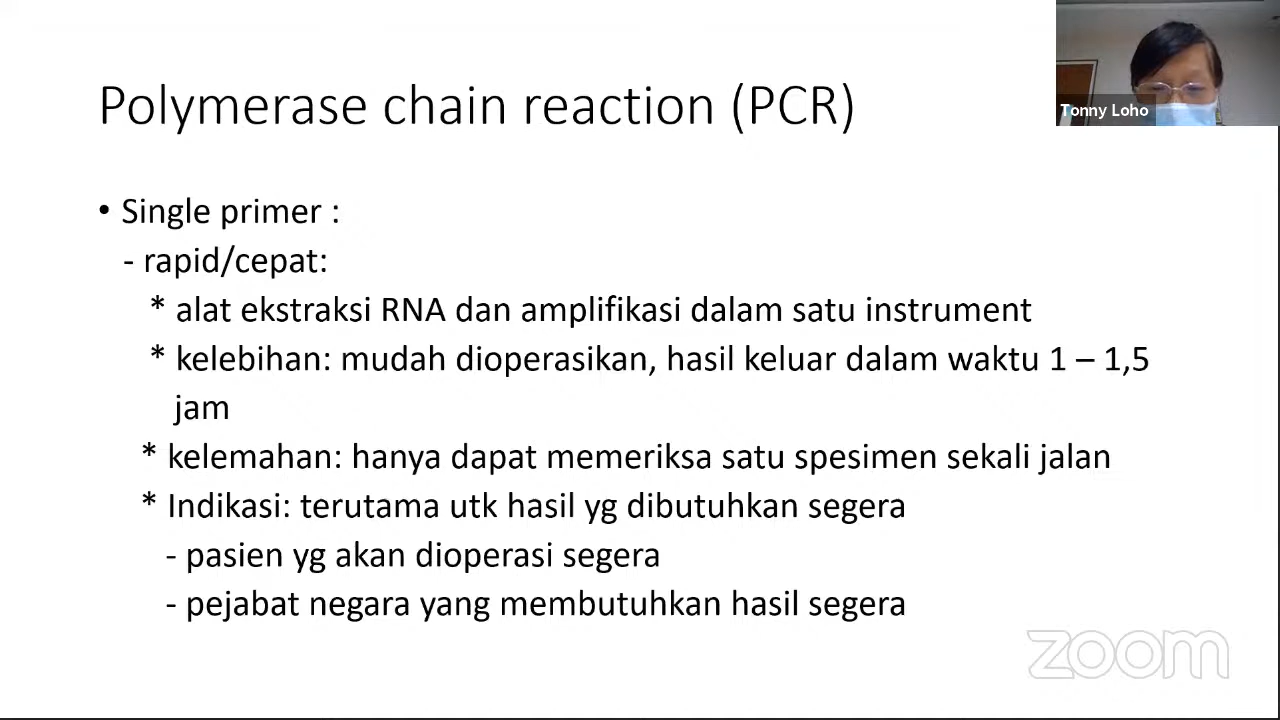 Polymerase chain reaction (PCR)
Tonny Loho
• Single primer :
- rapid/cepat:
* alat ekstraksi RNA dan amplifikasi dalam satu instrument
* kelebihan: mudah dioperasikan, hasil keluar dalam waktu 1 – 1,5
jam
* kelemahan: hanya dapat memeriksa satu spesimen sekali jalan
* Indikasi: terutama utk hasil yg dibutuhkan segera
- pasien yg akan dioperasi segera
- pejabat negara yang membutuhkan hasil segera
zoom